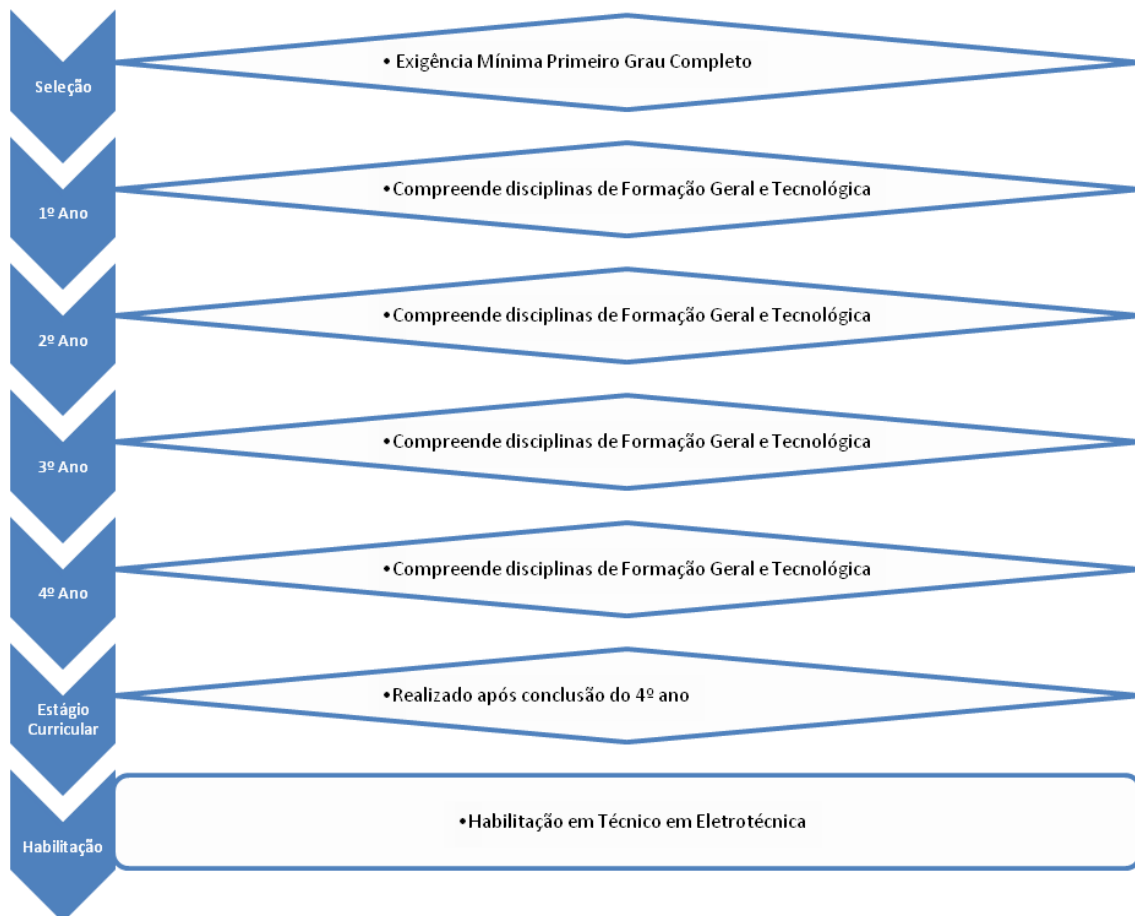 Seleção
• Exigência Mínima Primeiro Grau Completo
1º Ano
•Compreende disciplinas de Formação Geral e Tecnológica
2º Ano
•Compreende disciplinas de Formação Geral e Tecnológica
3º Ano
•Compreende disciplinas de Formação Geral e Tecnológica
4º Ano
•Compreende disciplinas de Formação Geral e Tecnológica
Estágio
Curricular
•Realizado após conclusão do 4º ano
Habilitação
•Habilitação em Técnico em Eletrotécnica